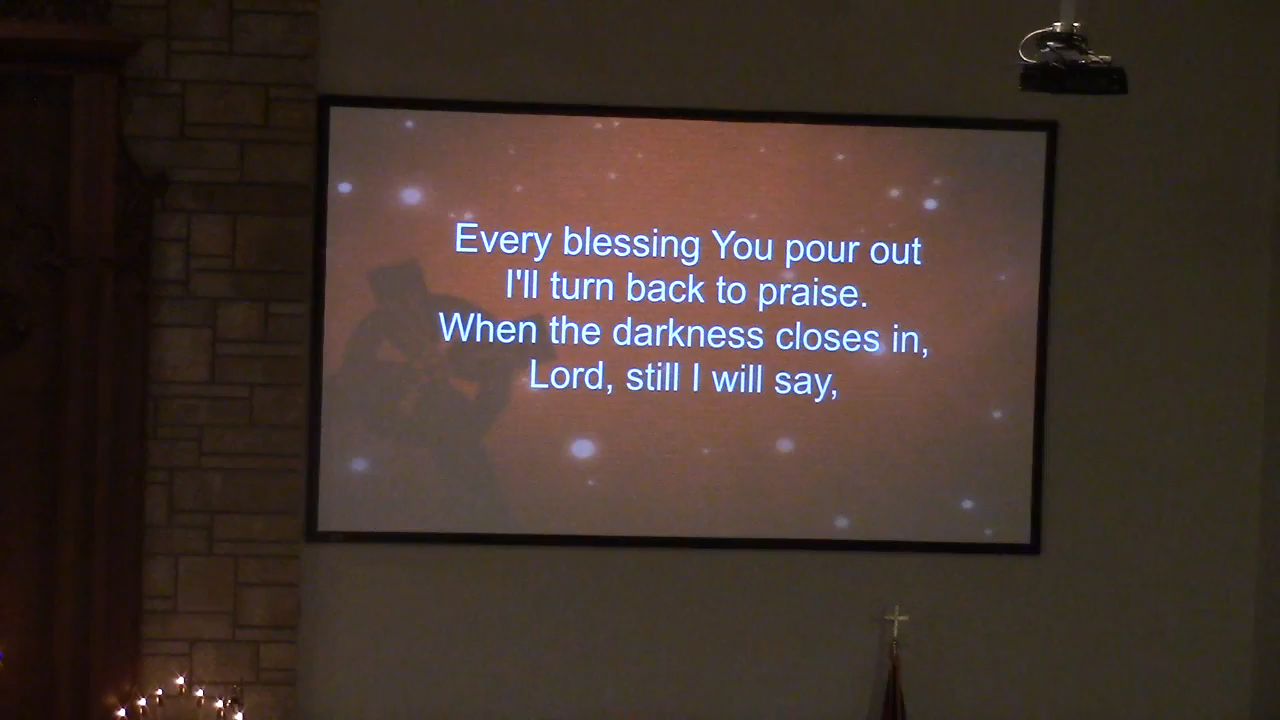 Every blessing You pour out
I'll turn back to praise.
When the darkness closes in,
Lord, still I will say,